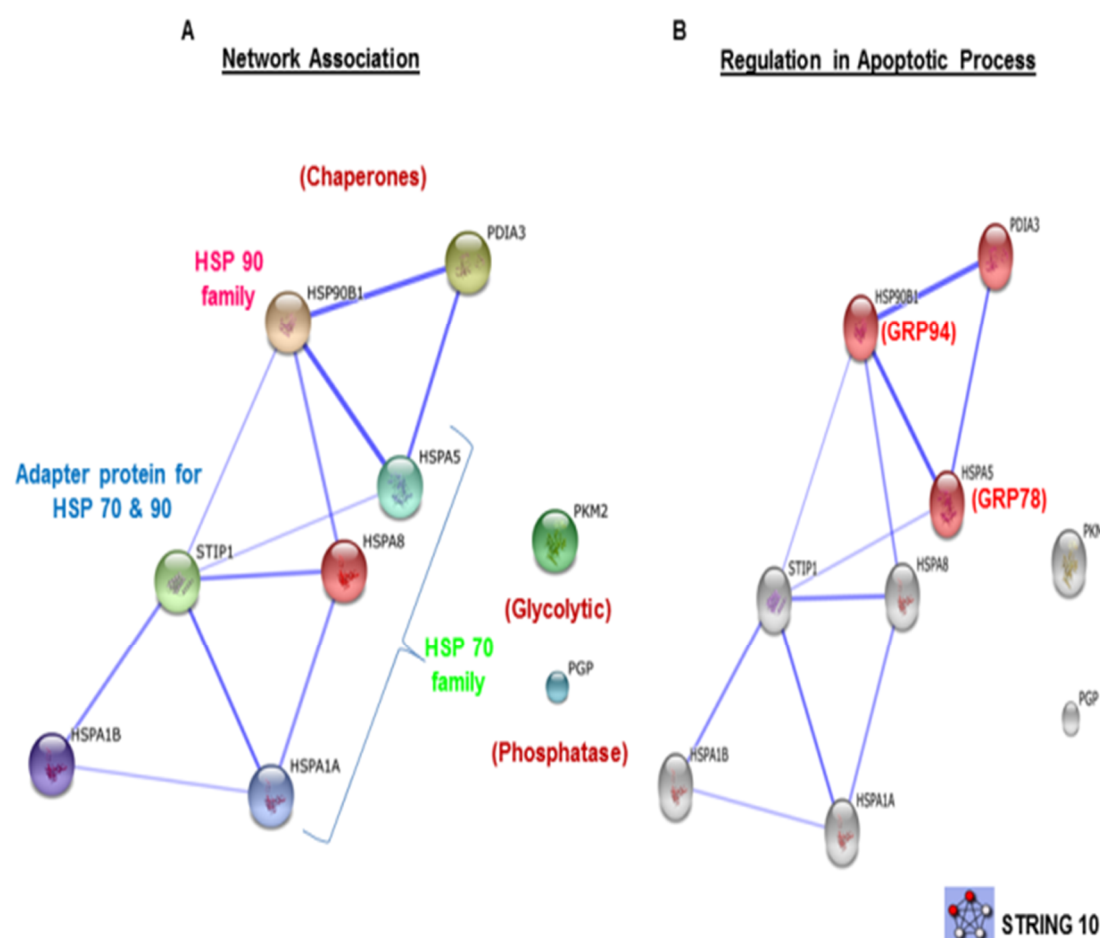 A
Network Association
(Chaperones)
PDIA3
HSP 90
family
HSP90B1
HSPA5
Adapter protein for
HSP 70 & 90
STIP1
HSPA8
PKM2
(Glycolytic)
HSP 70
family
PGP
(Phosphatase)
HSPA1B
HSPA1A
B
Regulation in Apoptotic Process
PDIA3
HSP90B1
(GRP94)
HSPA5
(GRP78)
STIP1
HSPA8
PGP
HSPA1B
HSPA1A
STRING 10